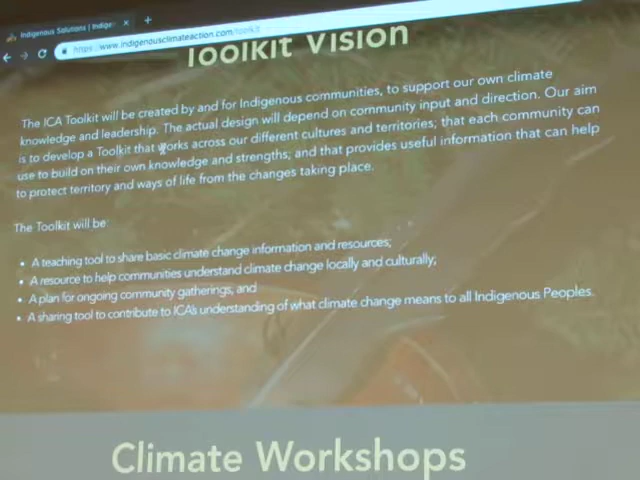 Indigenous Solutions | Indige
https://www.indigenousclimateaction.com/toolkit
Toolkit Vision
The ICA Toolkit will be created by and for Indigenous communities, to support our own climate
knowledge and leadership. The actual design will depend on community input and direction. Our aim
is to develop a Toolkit that works across our different cultures and territories; that each community can
use to build on their own knowledge and strengths; and that provides useful information that can help
to protect territory and ways of life from the changes taking place.
The Toolkit will be:
• A teaching tool to share basic climate change information and resources;
• A resource to help communities understand climate change locally and culturally;
• A plan for ongoing community gatherings; and
• A sharing tool to contribute to ICA's understanding of what climate change means to all Indigenous Peoples.
Climate Workshops